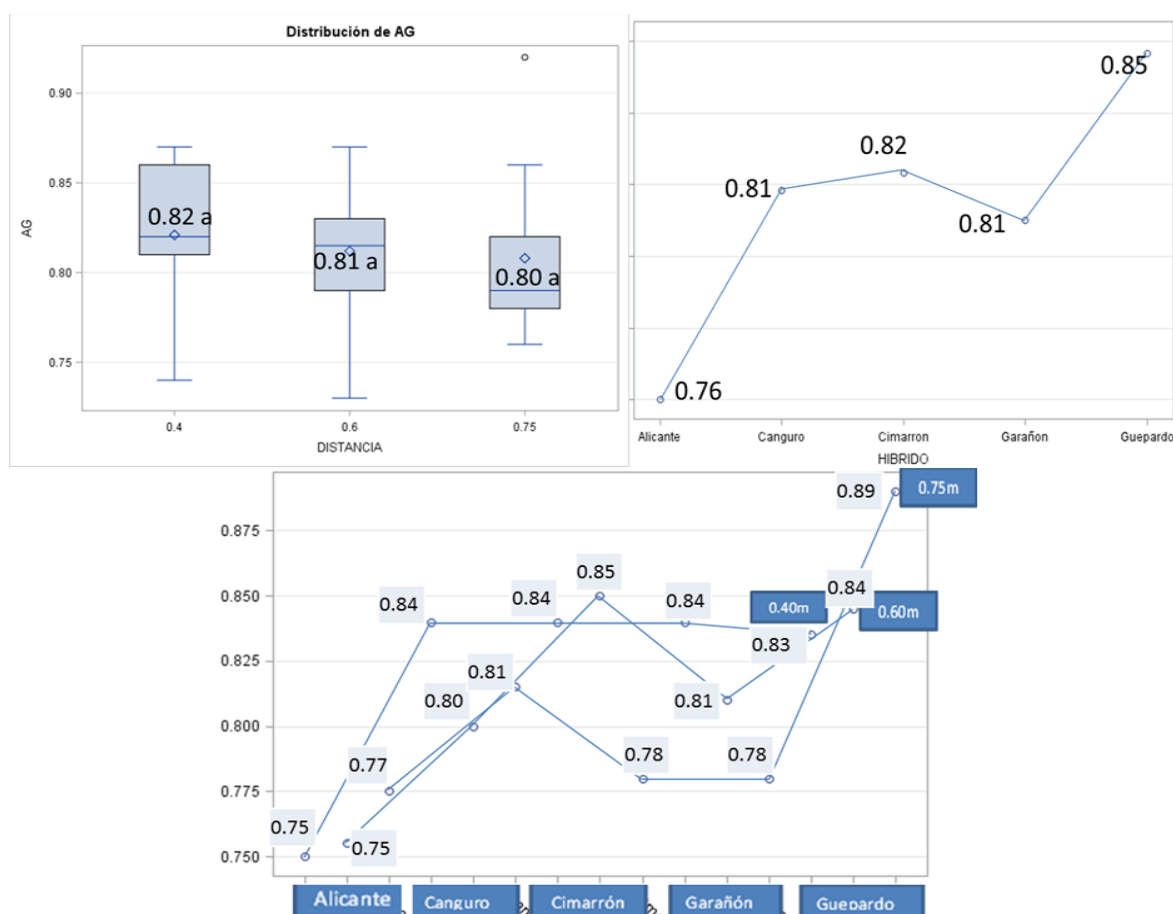 Distribución de AG
AG
0.90
0.85
0.80
0.75
0.82 a
0.81 a
0.80 a
0.4
0.6
0.75
DISTANCIA
0.76
0.81
0.82
0.81
0.85
Alicante
Canguro
Cimarron
Garañon
Guepardo
HIBRIDO
0.875
0.850
0.825
0.800
0.775
0.750
0.89
0.75m
0.85
0.84
0.84
0.84
0.84
0.40m
0.60m
0.83
0.81
0.80
0.81
0.78
0.78
0.77
0.75
0.75
Alicante
Canguro
Cimarrón
Garañón
Guepardo